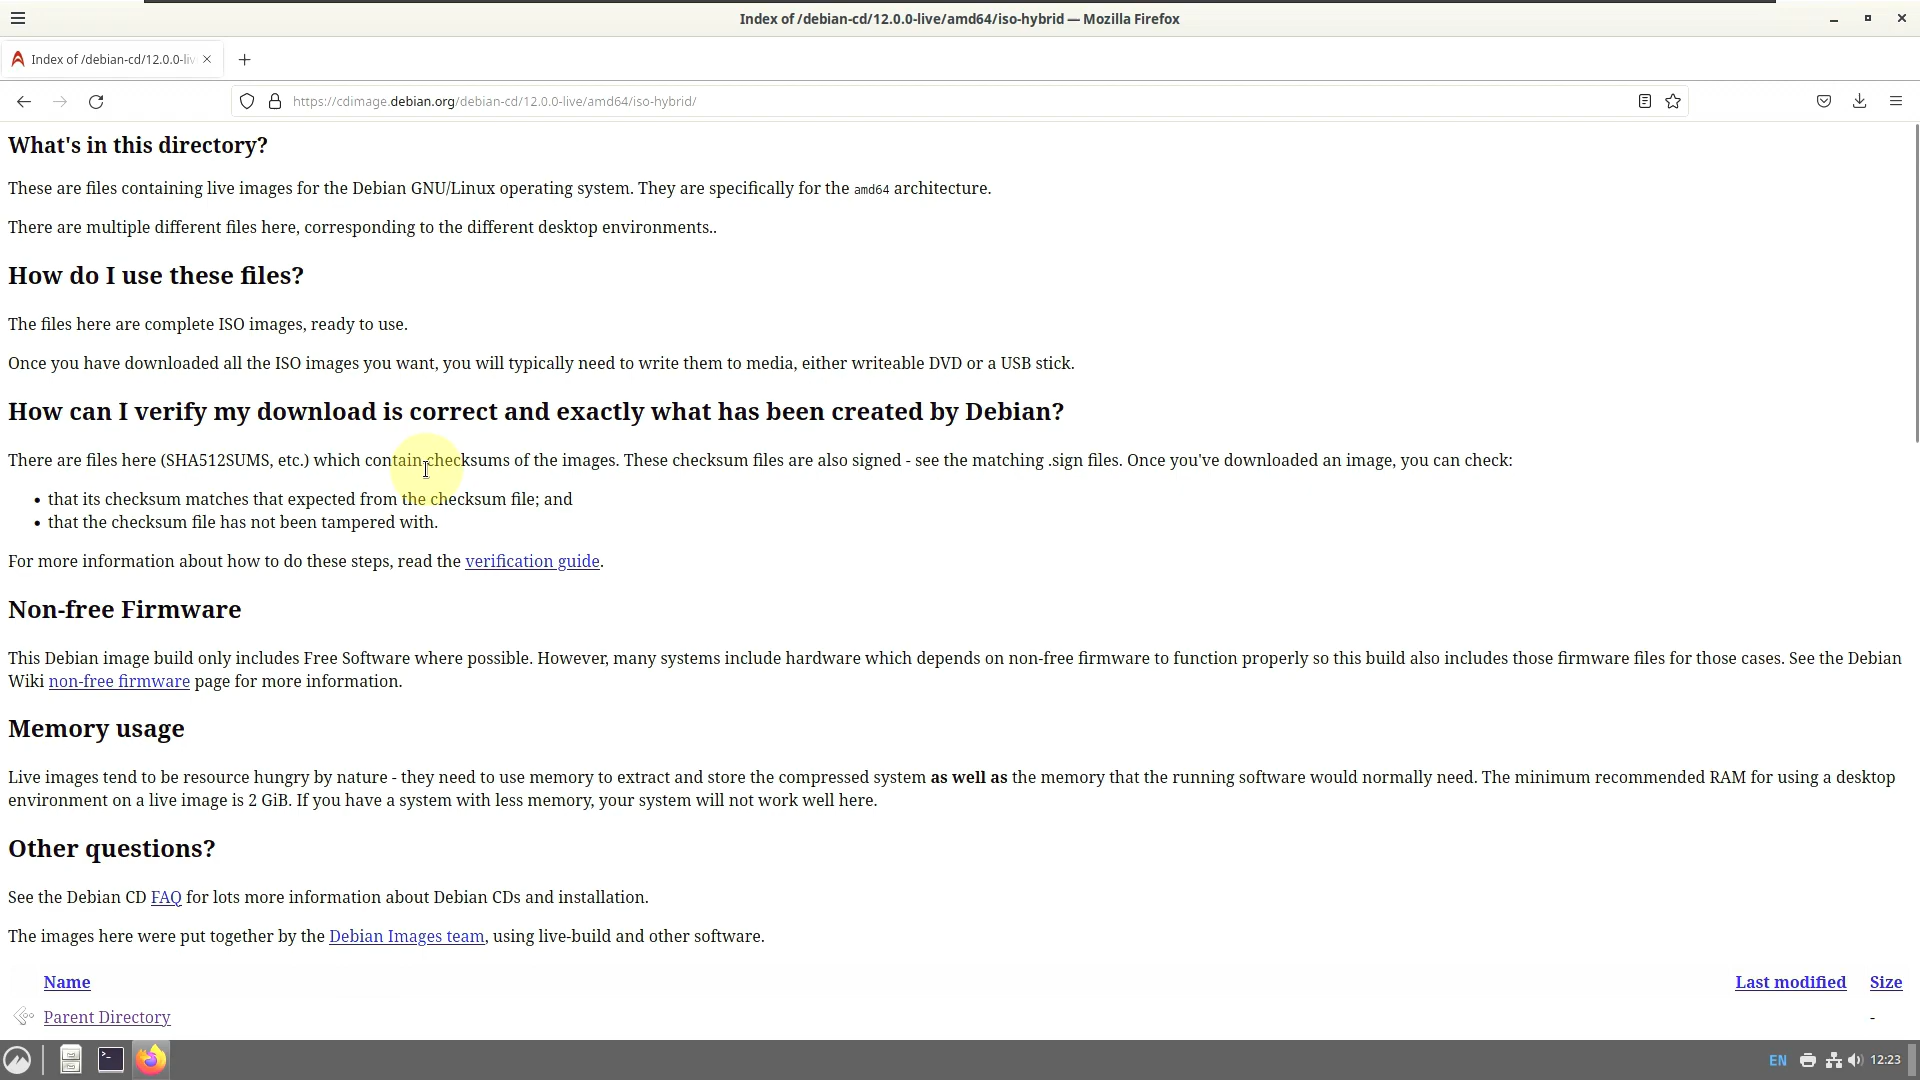 Index of /debian-cd/12.0.0-live/amd64/iso-hybrid — Mozilla Firefox
Index of /debian-cd/12.0.0-liv
https://cdimage.debian.org/debian-cd/12.0.0-live/amd64/iso-hybrid/
What's in this directory?
These are files containing live images for the Debian GNU/Linux operating system. They are specifically for the amd64 architecture.
There are multiple different files here, corresponding to the different desktop environments..
How do I use these files?
The files here are complete ISO images, ready to use.
Once you have downloaded all the ISO images you want, you will typically need to write them to media, either writeable DVD or a USB stick.
How can I verify my download is correct and exactly what has been created by Debian?
There are files here (SHA512SUMS, etc.) which contain checksums of the images. These checksum files are also signed - see the matching .sign files. Once you've downloaded an image, you can check:
• that its checksum matches that expected from the checksum file; and
• that the checksum file has not been tampered with.
For more information about how to do these steps, read the verification guide.
Non-free Firmware
This Debian image build only includes Free Software where possible. However, many systems include hardware which depends on non-free firmware to function properly so this build also includes those firmware files for those cases. See the Debian
Wiki non-free firmware page for more information.
Memory usage
Live images tend to be resource hungry by nature - they need to use memory to extract and store the compressed system as well as the memory that the running software would normally need. The minimum recommended RAM for using a desktop
environment on a live image is 2 GiB. If you have a system with less memory, your system will not work well here.
Other questions?
See the Debian CD FAQ for lots more information about Debian CDs and installation.
The images here were put together by the Debian Images team, using live-build and other software.
Name Last modified Size
Parent Directory -
EN 12:23